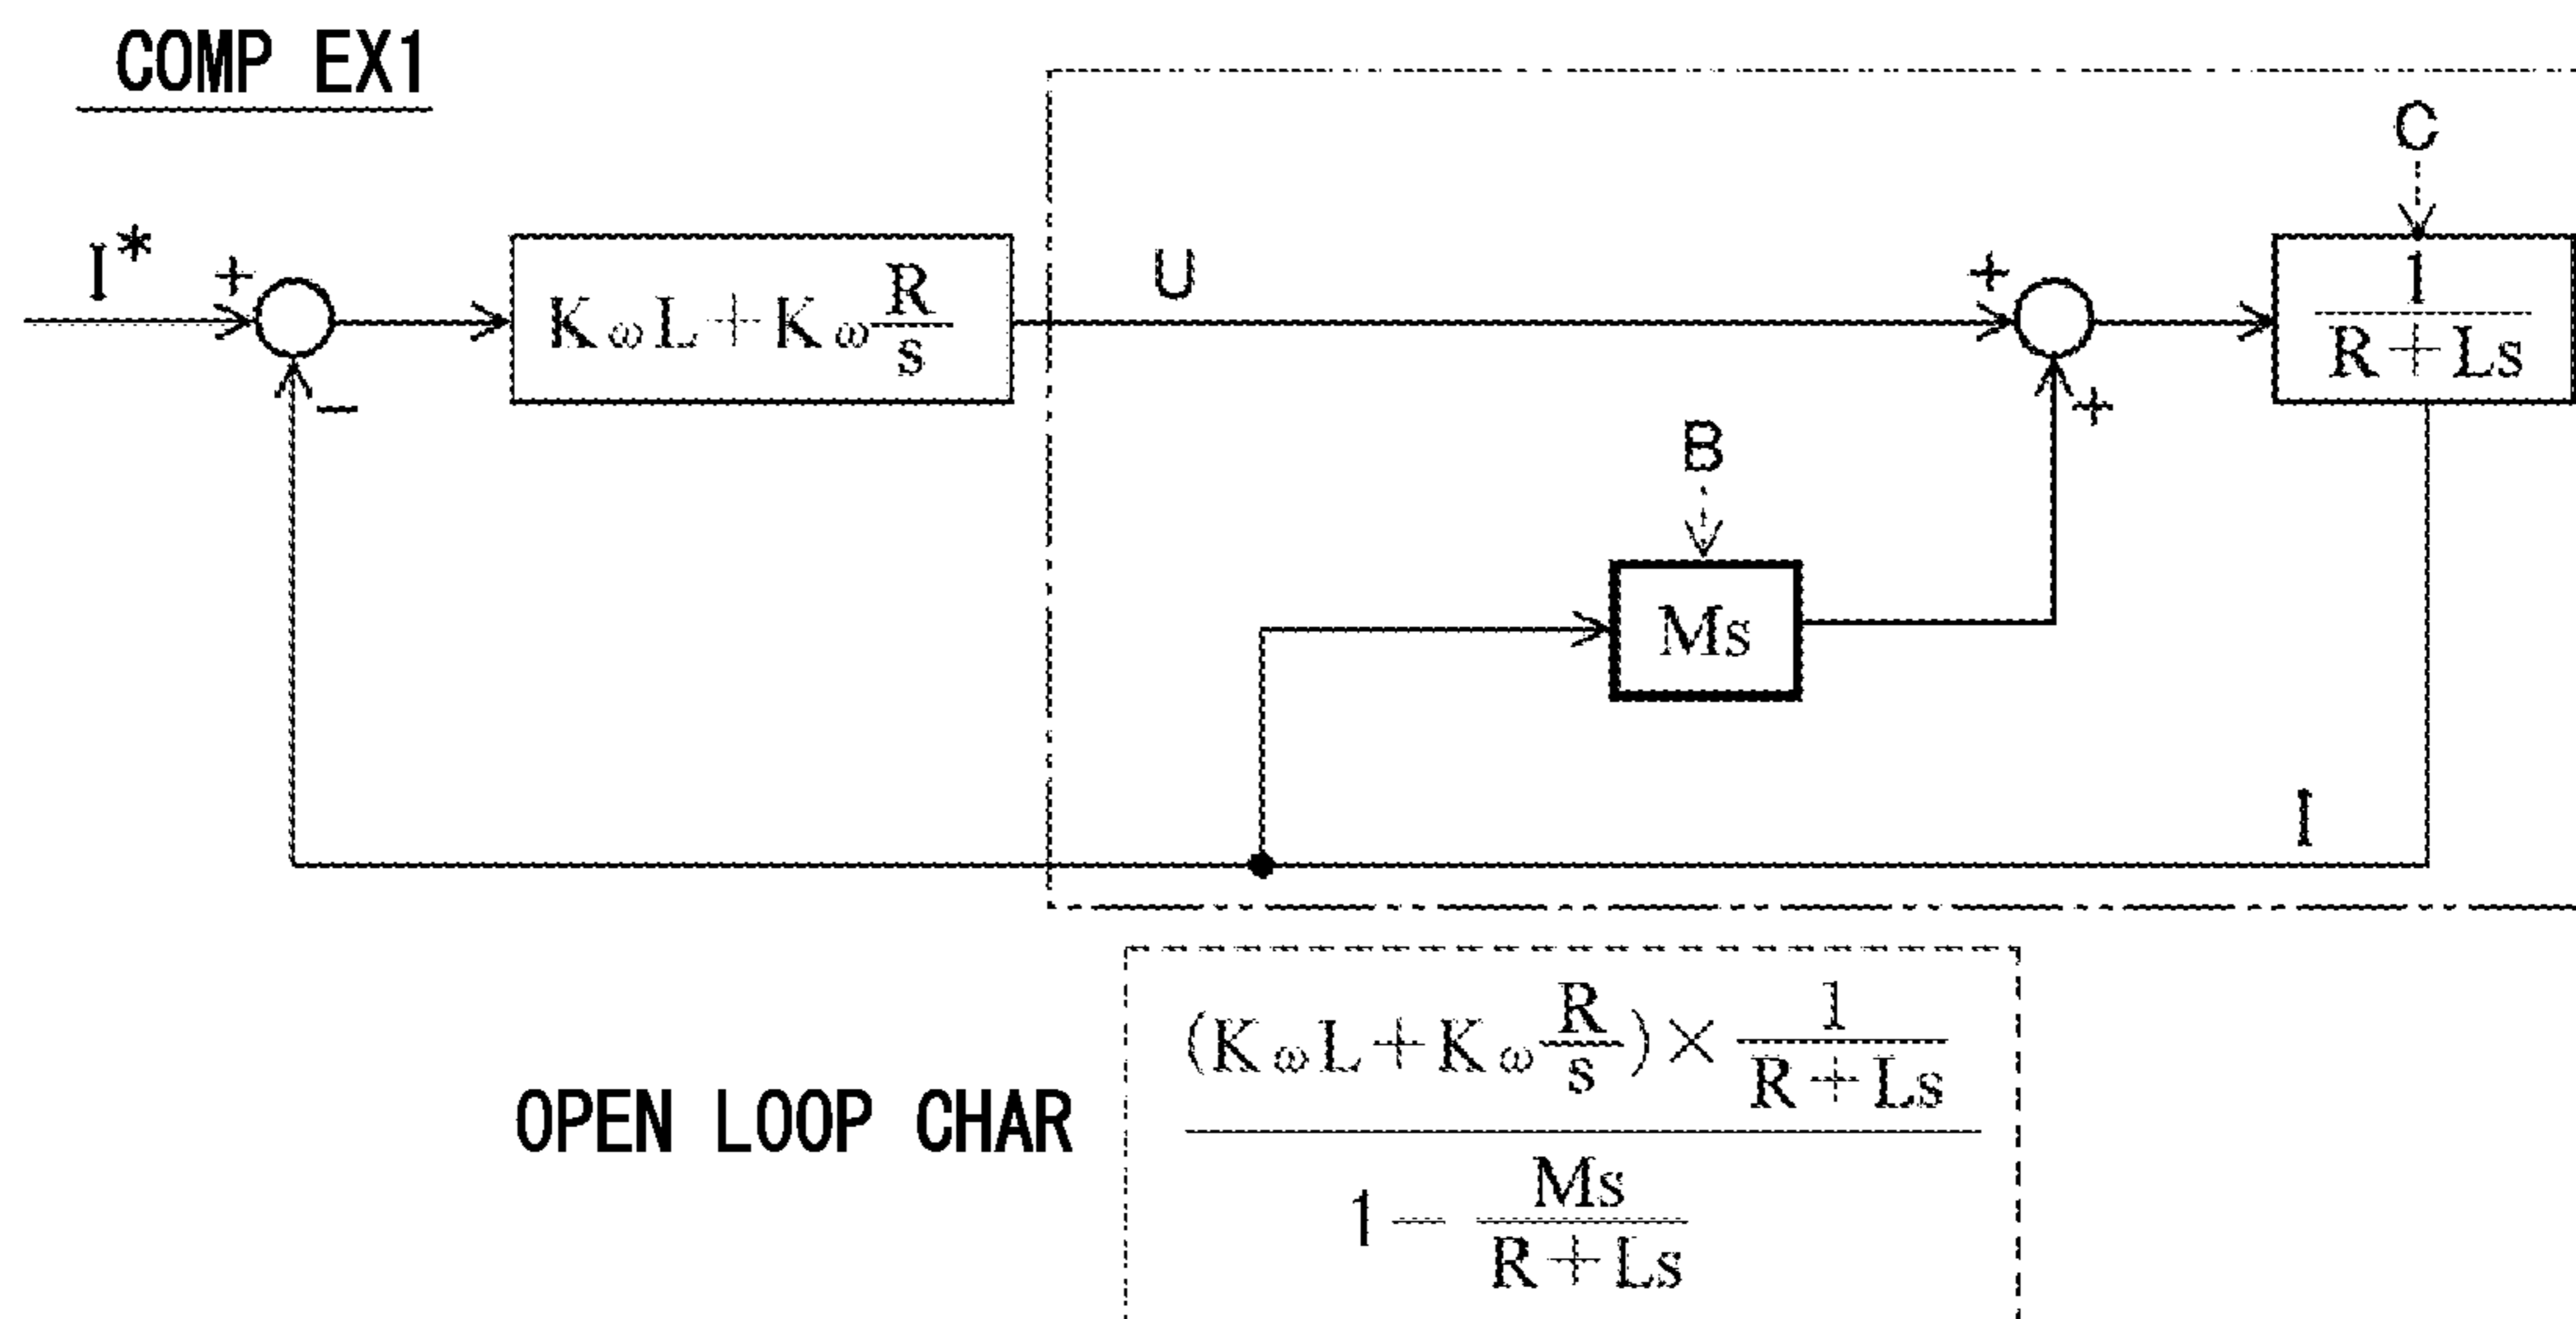 COMP EX1
C
I*
+
KωL+Kω R/s
U
+
1/(R+Ls)
−
+
B
Ms
I
OPEN LOOP CHAR
(KωL+Kω R/s)× 1/(R+Ls)
1− Ms/(R+Ls)